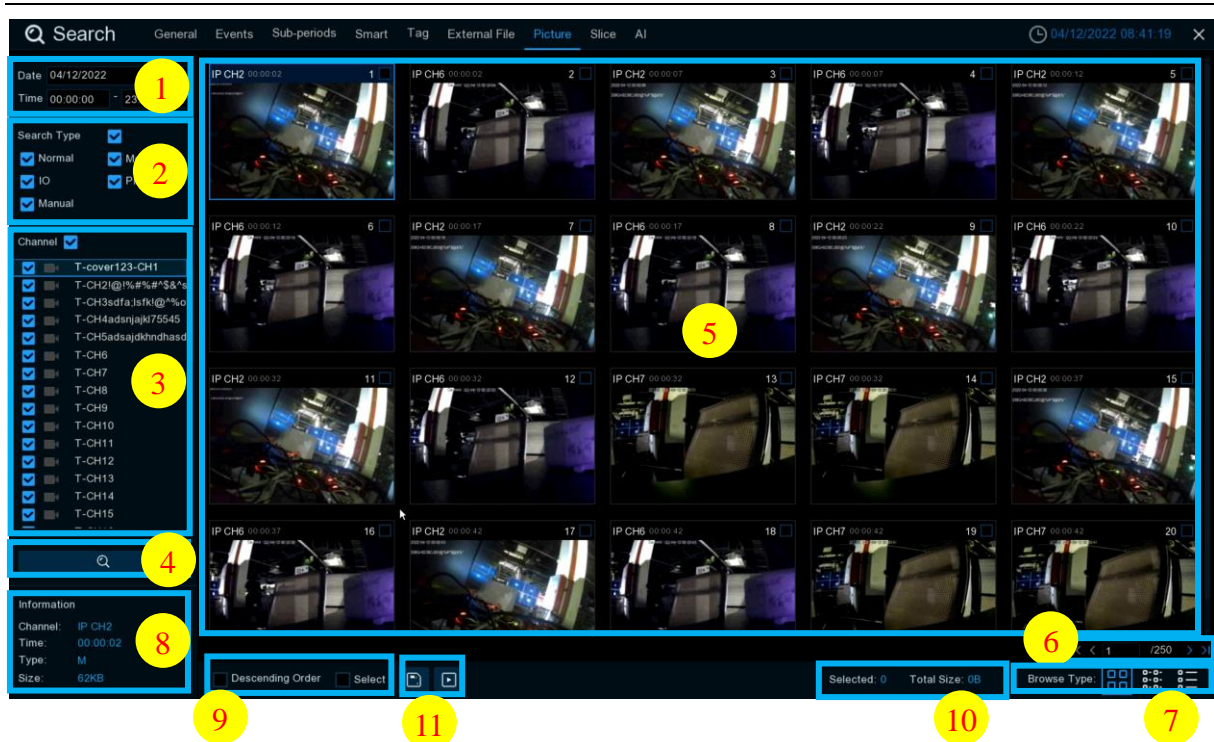 Search General Events Sub-periods Smart Tag External File Picture Slice AI 04/12/2022 08:41:19
Date 04/12/2022
Time 00:00:00 - 23
1
Search Type
Normal M
IO P
Manual
2
Channel
T-cover123-CH1
T-CH2!@!%#%#^$&^s
T-CH3sdfa;lsfkl@^%o
T-CH4adsnjajkl75545
T-CH5adsajdkhndhasd
T-CH6
T-CH7
T-CH8
T-CH9
T-CH10
T-CH11
T-CH12
T-CH13
T-CH14
T-CH15
3
4
Information
Channel: IP CH2
Time: 00:00:02
Type: M
Size: 62KB
8
IP CH2 00:00:02 1 IP CH6 00:00:02 2 IP CH2 00:00:07 3 IP CH6 00:00:07 4 IP CH2 00:00:12 5
IP CH6 00:00:12 6 IP CH2 00:00:17 7 IP CH6 00:00:17 8 IP CH2 00:00:22 9 IP CH6 00:00:22 10
5
IP CH2 00:00:32 11 IP CH6 00:00:32 12 IP CH7 00:00:32 13 IP CH7 00:00:32 14 IP CH2 00:00:37 15
IP CH6 00:00:37 16 IP CH2 00:00:42 17 IP CH6 00:00:42 18 IP CH7 00:00:42 19 IP CH7 00:00:42 20
6
1 /250
Descending Order Select Selected: 0 Total Size: 0B Browse Type:
9 11 10 7